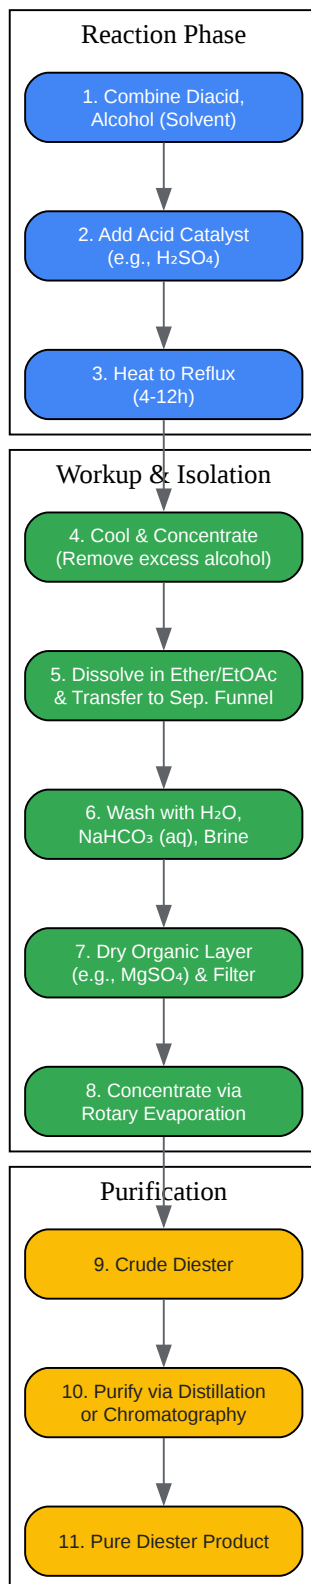 Reaction Phase
1. Combine Diacid,
Alcohol (Solvent)
2. Add Acid Catalyst
(e.g., H₂SO₄)
3. Heat to Reflux
(4-12h)
Workup & Isolation
4. Cool & Concentrate
(Remove excess alcohol)
5. Dissolve in Ether/EtOAc
& Transfer to Sep. Funnel
6. Wash with H₂O,
NaHCO₃ (aq), Brine
7. Dry Organic Layer
(e.g., MgSO₄) & Filter
8. Concentrate via
Rotary Evaporation
Purification
9. Crude Diester
10. Purify via Distillation
or Chromatography
11. Pure Diester Product